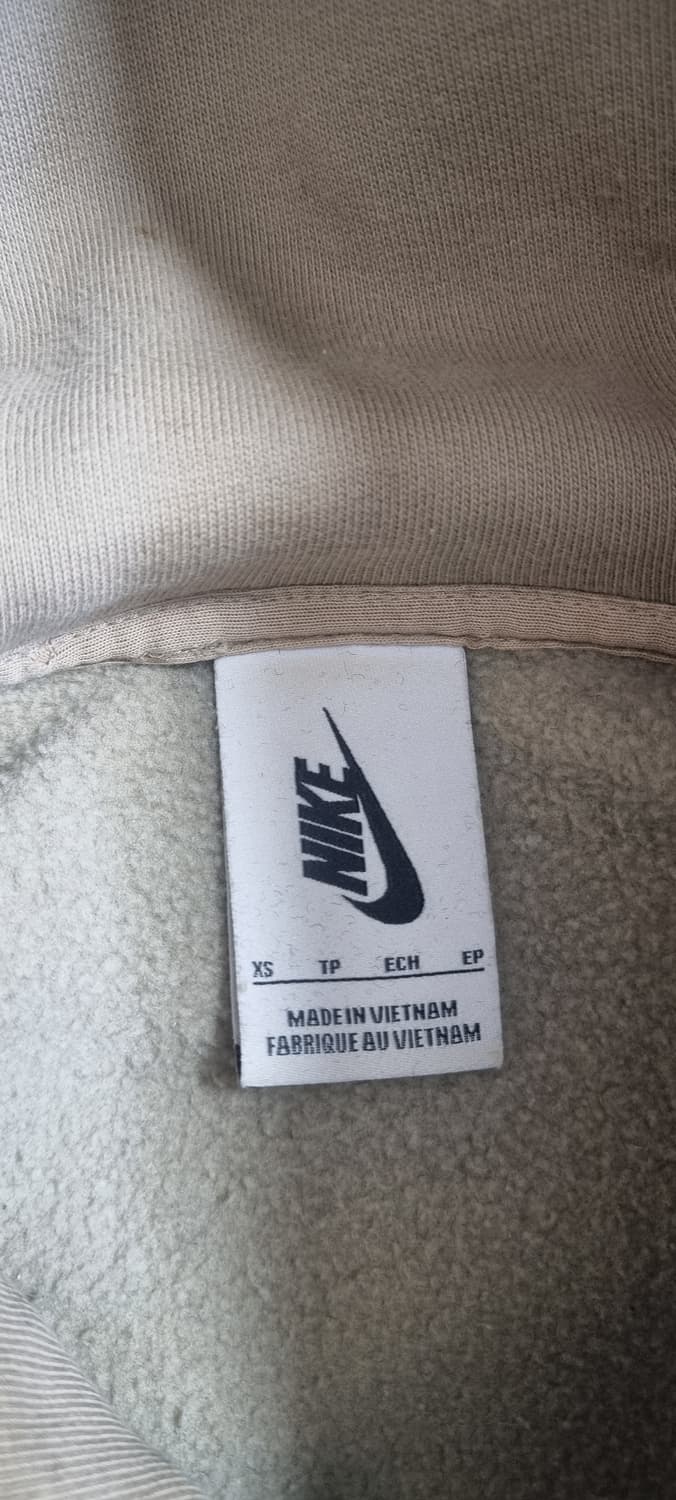 NIKE
XS TP ECH EP
MADE IN VIETNAM
FABRIQUE AU VIETNAM